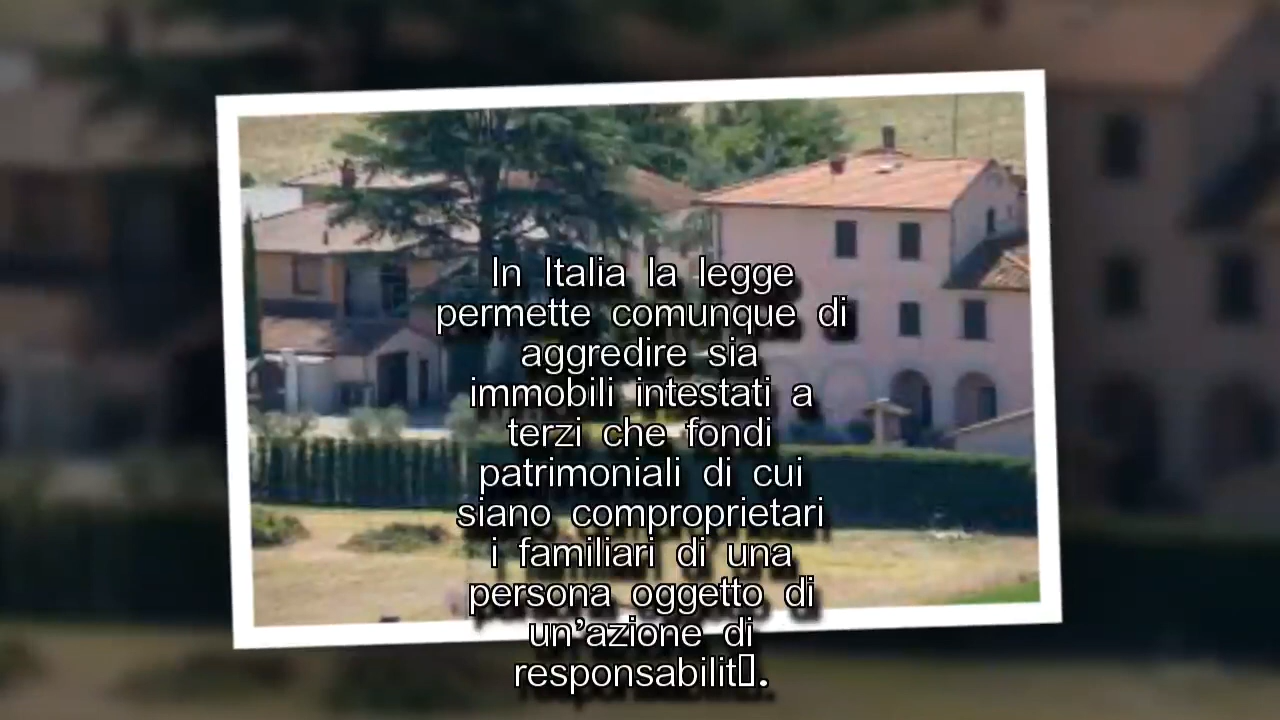 In Italia la legge
permette comunque di
aggredire sia
immobili intestati a
terzi che fondi
patrimoniali di cui
siano comproprietari
i familiari di una
persona oggetto di
un’azione di
responsabilit▯.